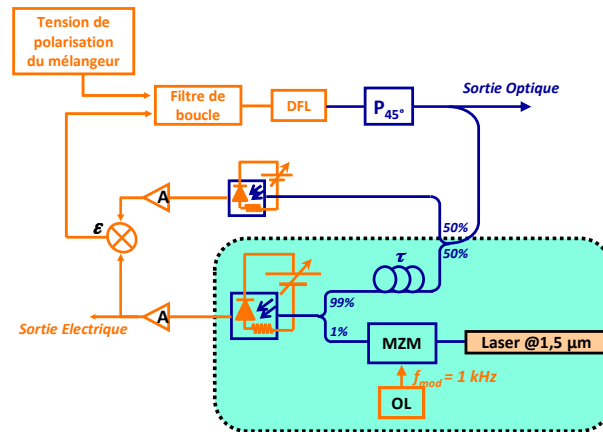 Tension de
polarisation
du mélangeur
Filtre de
boucle
DFL
P45°
Sortie Optique
A
ε
50%
50%
τ
99%
1%
A
Sortie Electrique
MZM
Laser @1,5 µm
fmod = 1 kHz
OL